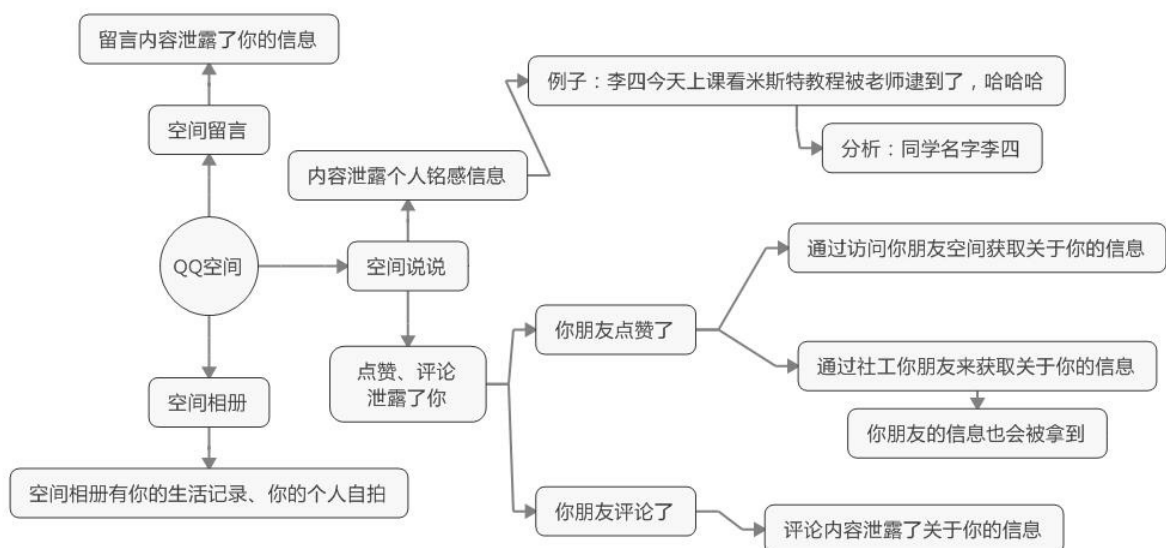 留言内容泄露了你的信息
例子：李四今天上课看米斯特教程被老师逮到了，哈哈哈
空间留言
分析：同学名字李四
内容泄露个人铭感信息
通过访问你朋友空间获取关于你的信息
QQ空间
空间说说
你朋友点赞了
点赞、评论
泄露了你
通过社工你朋友来获取关于你的信息
空间相册
你朋友的信息也会被拿到
空间相册有你的生活记录、你的个人自拍
你朋友评论了
评论内容泄露了关于你的信息